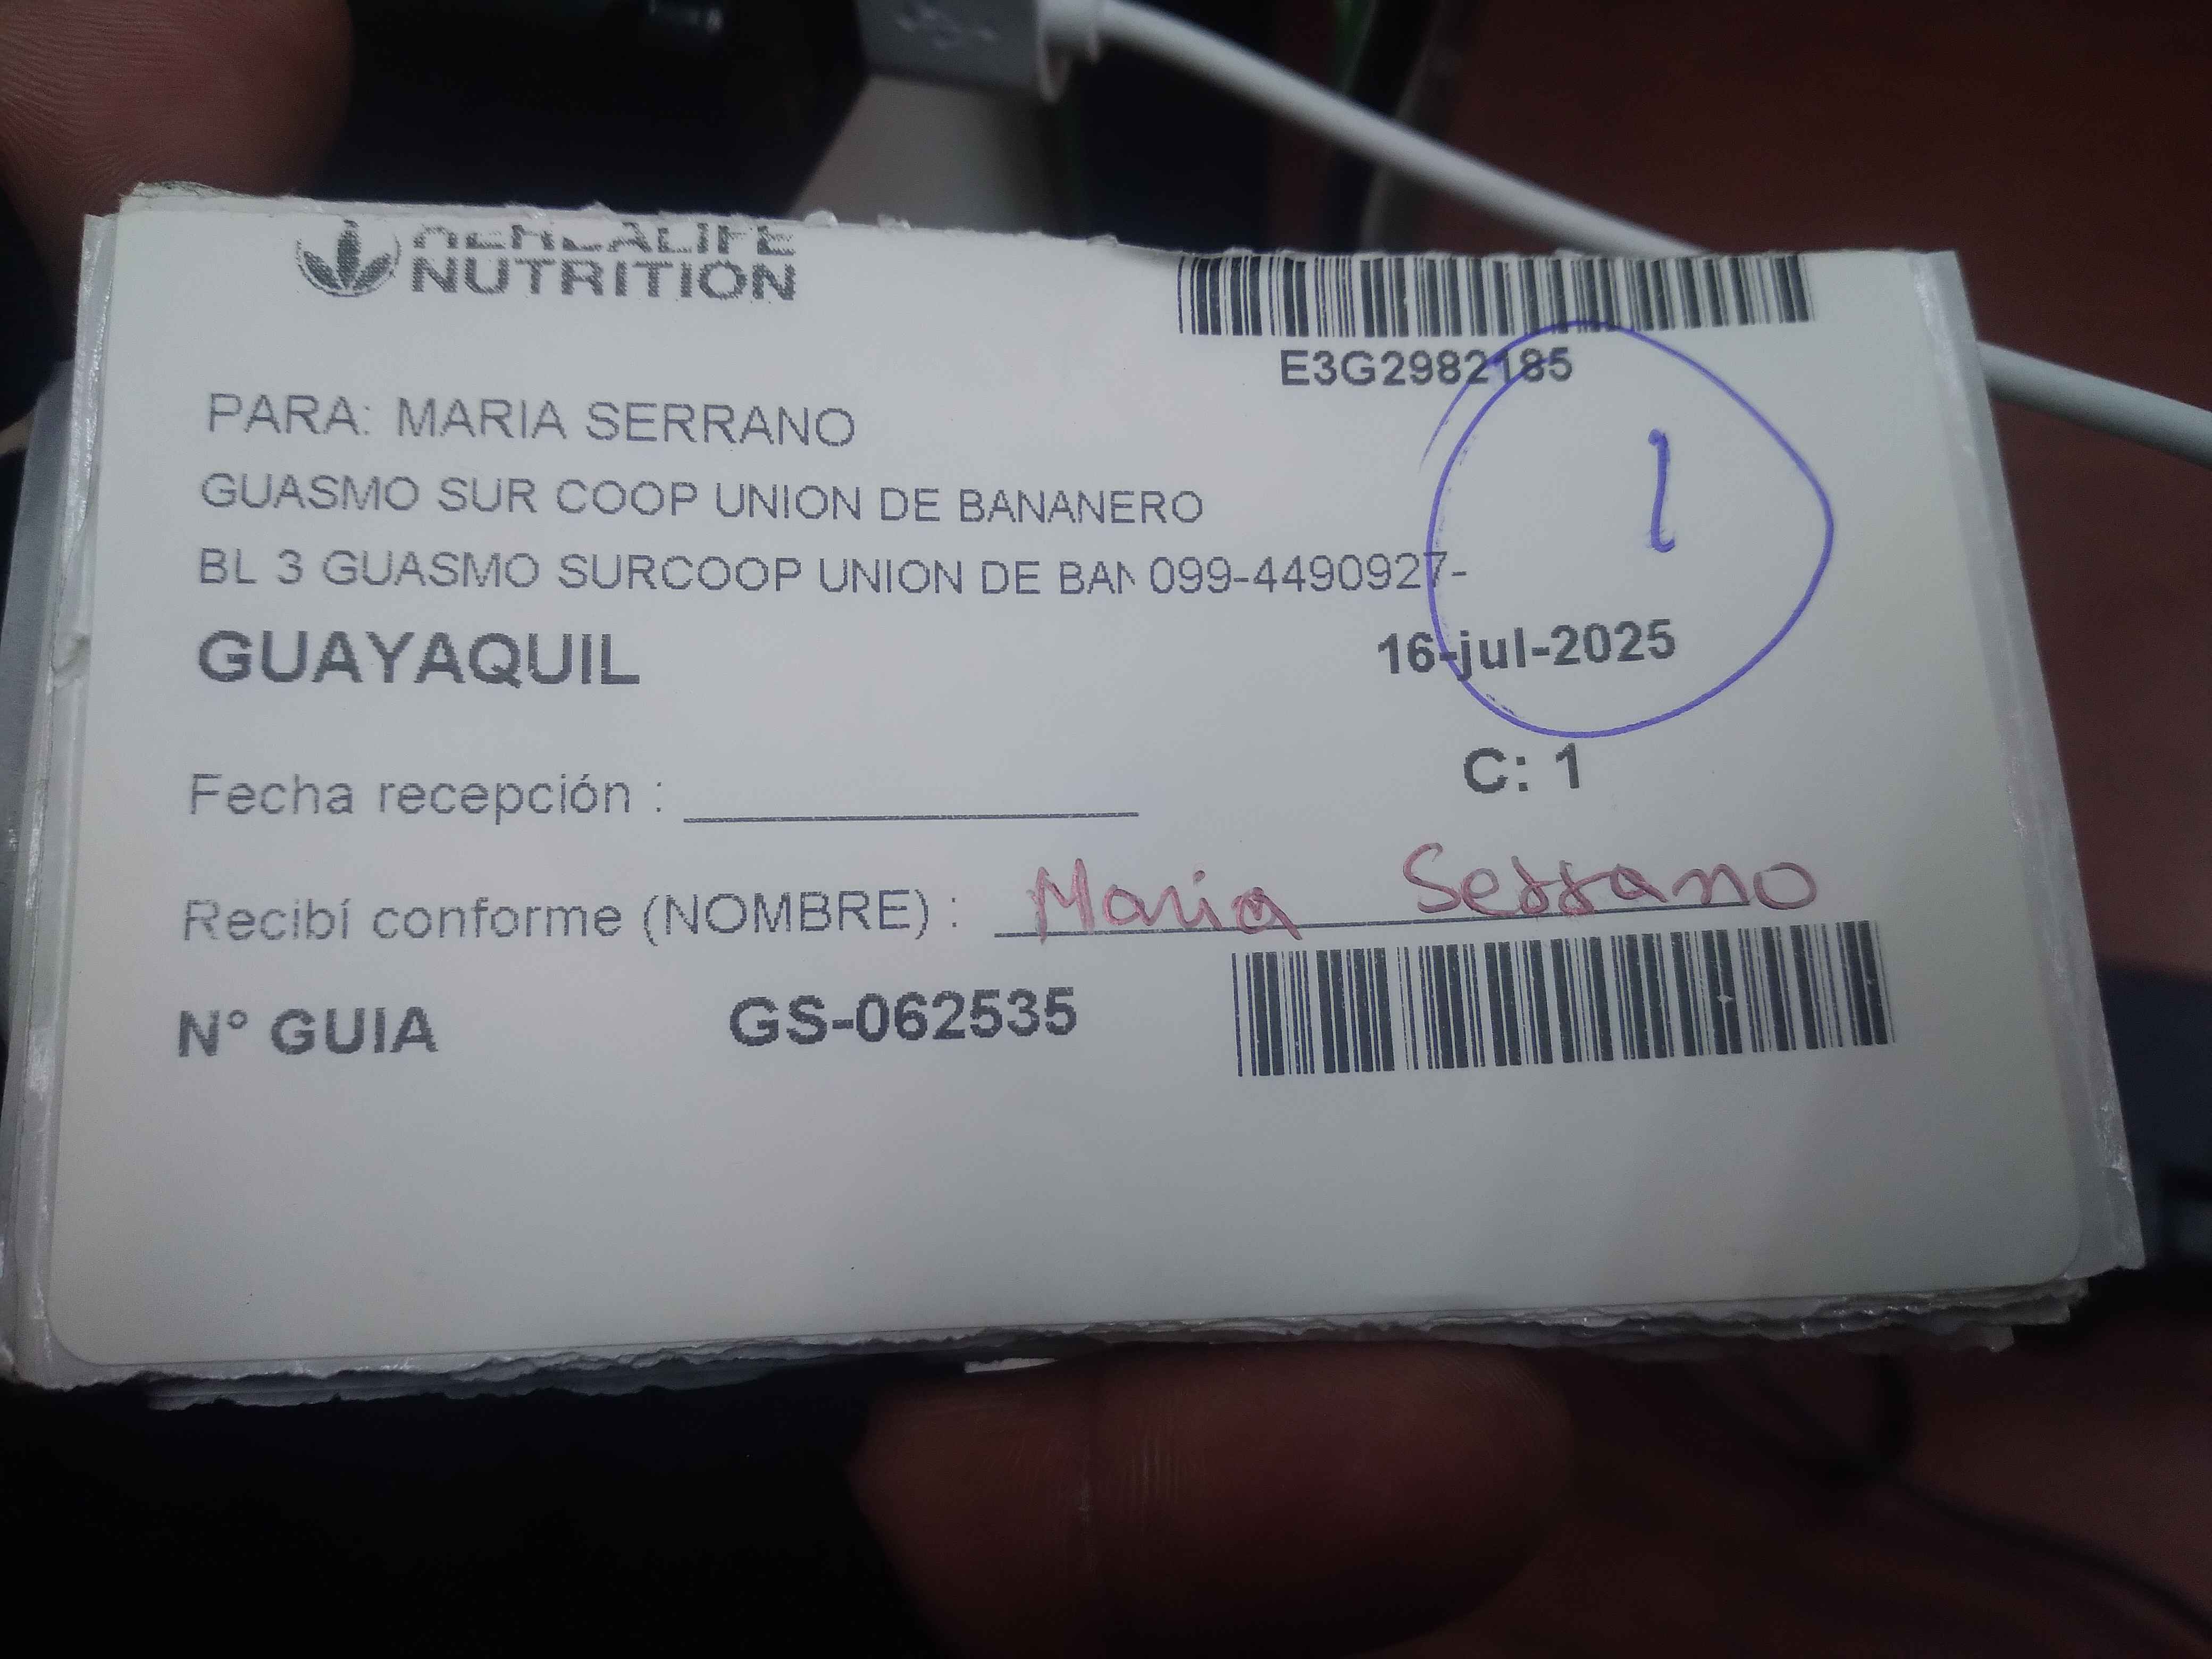 HERBALIFE
NUTRITION
E3G2982185
PARA: MARIA SERRANO
1
GUASMO SUR COOP UNION DE BANANERO
BL 3 GUASMO SURCOOP UNION DE BAN 099-4490927-
GUAYAQUIL 16-jul-2025
C: 1
Fecha recepción :
Recibí conforme (NOMBRE) : Maria Serrano
N° GUIA GS-062535